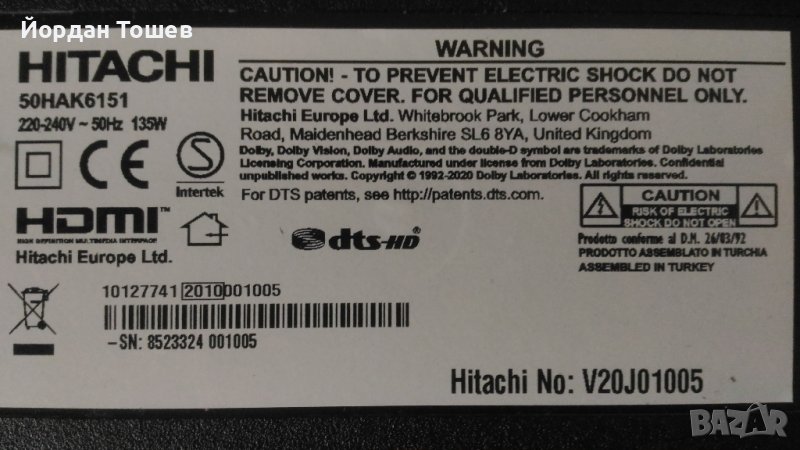 Йордан Тошев
HITACHI
50HAK6151
220-240V ~ 50Hz 135W
CE
S
Intertek
HDMI™
HIGH DEFINITION MULTIMEDIA INTERFACE
Hitachi Europe Ltd.
WARNING
CAUTION! - TO PREVENT ELECTRIC SHOCK DO NOT
REMOVE COVER. FOR QUALIFIED PERSONNEL ONLY.
Hitachi Europe Ltd. Whitebrook Park, Lower Cookham
Road, Maidenhead Berkshire SL6 8YA, United Kingdom
Dolby, Dolby Vision, Dolby Audio, and the double-D symbol are trademarks of Dolby Laboratories
Licensing Corporation. Manufactured under license from Dolby Laboratories. Confidential
unpublished works. Copyright © 1992-2020 Dolby Laboratories. All rights reserved.
For DTS patents, see http://patents.dts.com.
dts-HD®
CAUTION
RISK OF ELECTRIC
SHOCK DO NOT OPEN
Prodotto conforme al D.M. 26/03/92
PRODOTTO ASSEMBLATO IN TURCHIA
ASSEMBLED IN TURKEY
10127741 2010 001005
-SN: 8523324 001005
Hitachi No: V20J01005
BAZAR